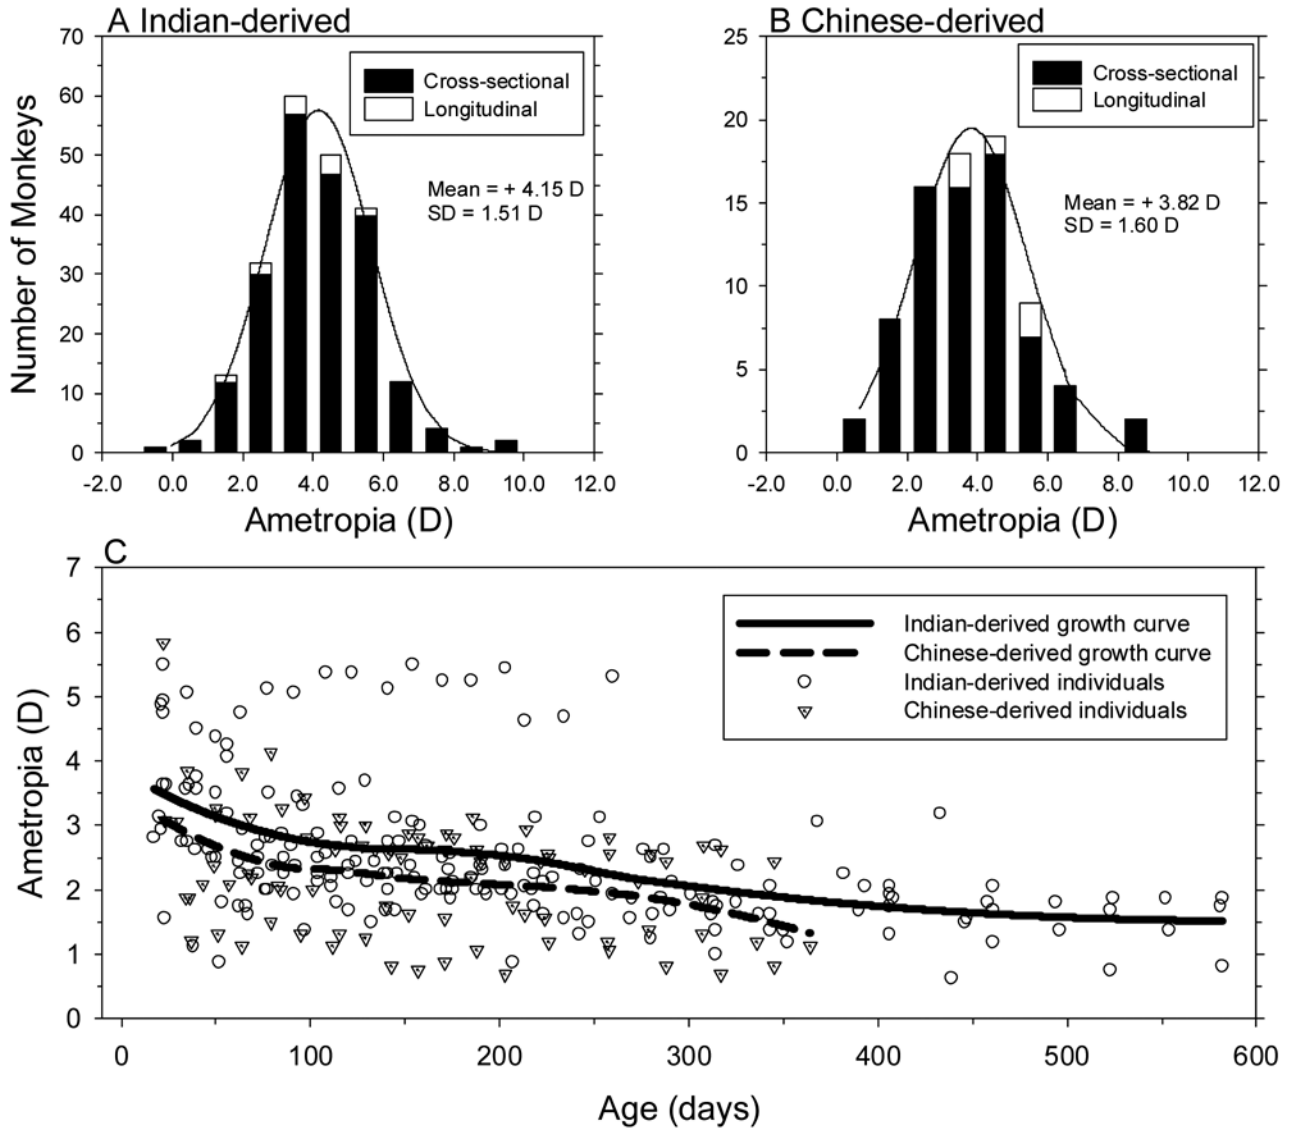 A Indian-derived
70
60
50
40
30
20
10
0
Number of Monkeys
Cross-sectional
Longitudinal
Mean = + 4.15 D
SD = 1.51 D
-2.0 0.0 2.0 4.0 6.0 8.0 10.0 12.0
Ametropia (D)
B Chinese-derived
25
20
15
10
5
0
Cross-sectional
Longitudinal
Mean = + 3.82 D
SD = 1.60 D
-2.0 0.0 2.0 4.0 6.0 8.0 10.0 12.0
Ametropia (D)
C
7
6
5
4
3
2
1
0
Ametropia (D)
Indian-derived growth curve
Chinese-derived growth curve
Indian-derived individuals
Chinese-derived individuals
0 100 200 300 400 500 600
Age (days)